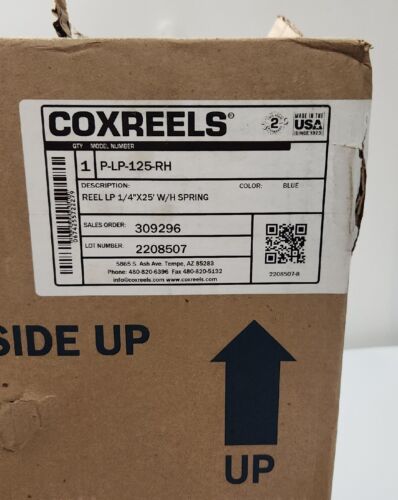 COXREELS®
2
MADE IN THE
USA
SINCE 1923
QTY MODEL NUMBER
1 P-LP-125-RH
DESCRIPTION: COLOR: BLUE
REEL LP 1/4"X25' W/H SPRING
SALES ORDER: 309296
LOT NUMBER: 2208507
5865 S. Ash Ave. Tempe, AZ 85283
Phone: 480-820-6396 Fax 480-820-5132
info@coxreels.com www.coxreels.com
2208507-8
SIDE UP
UP